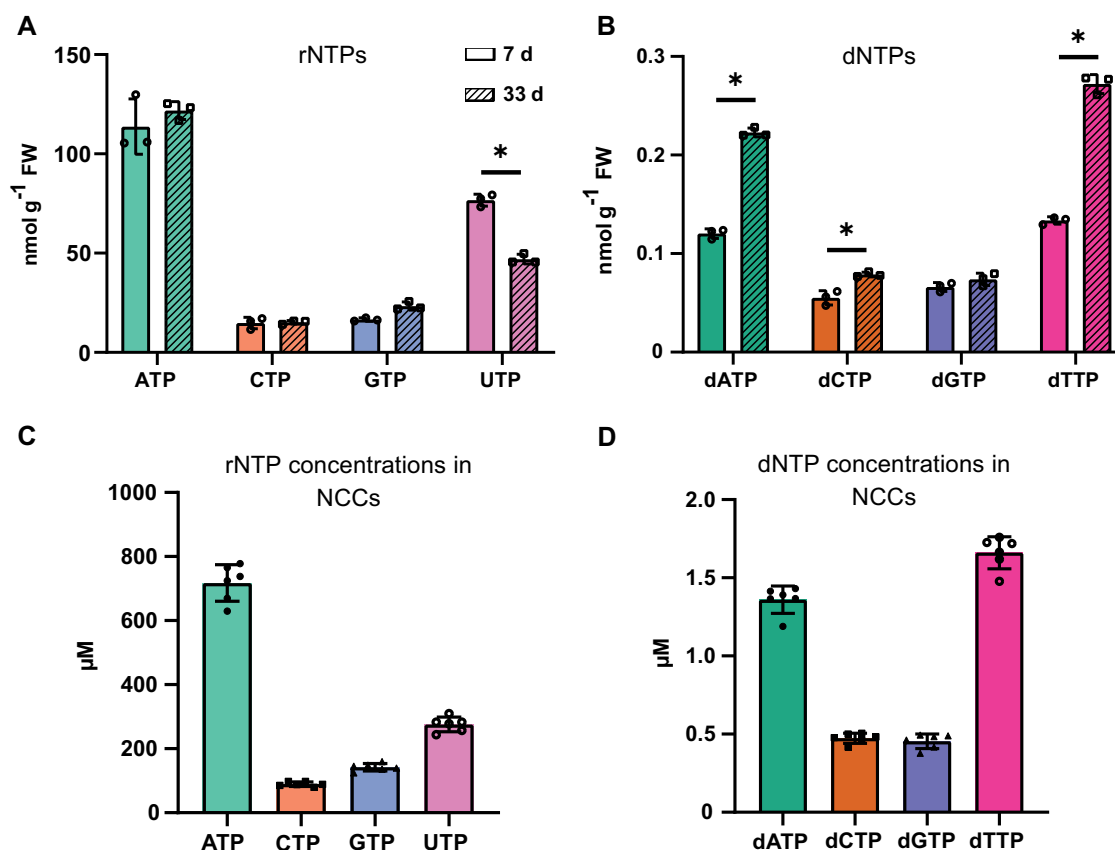 A
rNTPs
7 d
33 d
nmol g⁻¹ FW
150
100
50
0
*
ATP CTP GTP UTP
B
dNTPs
nmol g⁻¹ FW
0.3
0.2
0.1
0
* * *
dATP dCTP dGTP dTTP
C
rNTP concentrations in
NCCs
µM
1000
800
600
400
200
0
ATP CTP GTP UTP
D
dNTP concentrations in
NCCs
µM
2.0
1.5
1.0
0.5
0
dATP dCTP dGTP dTTP